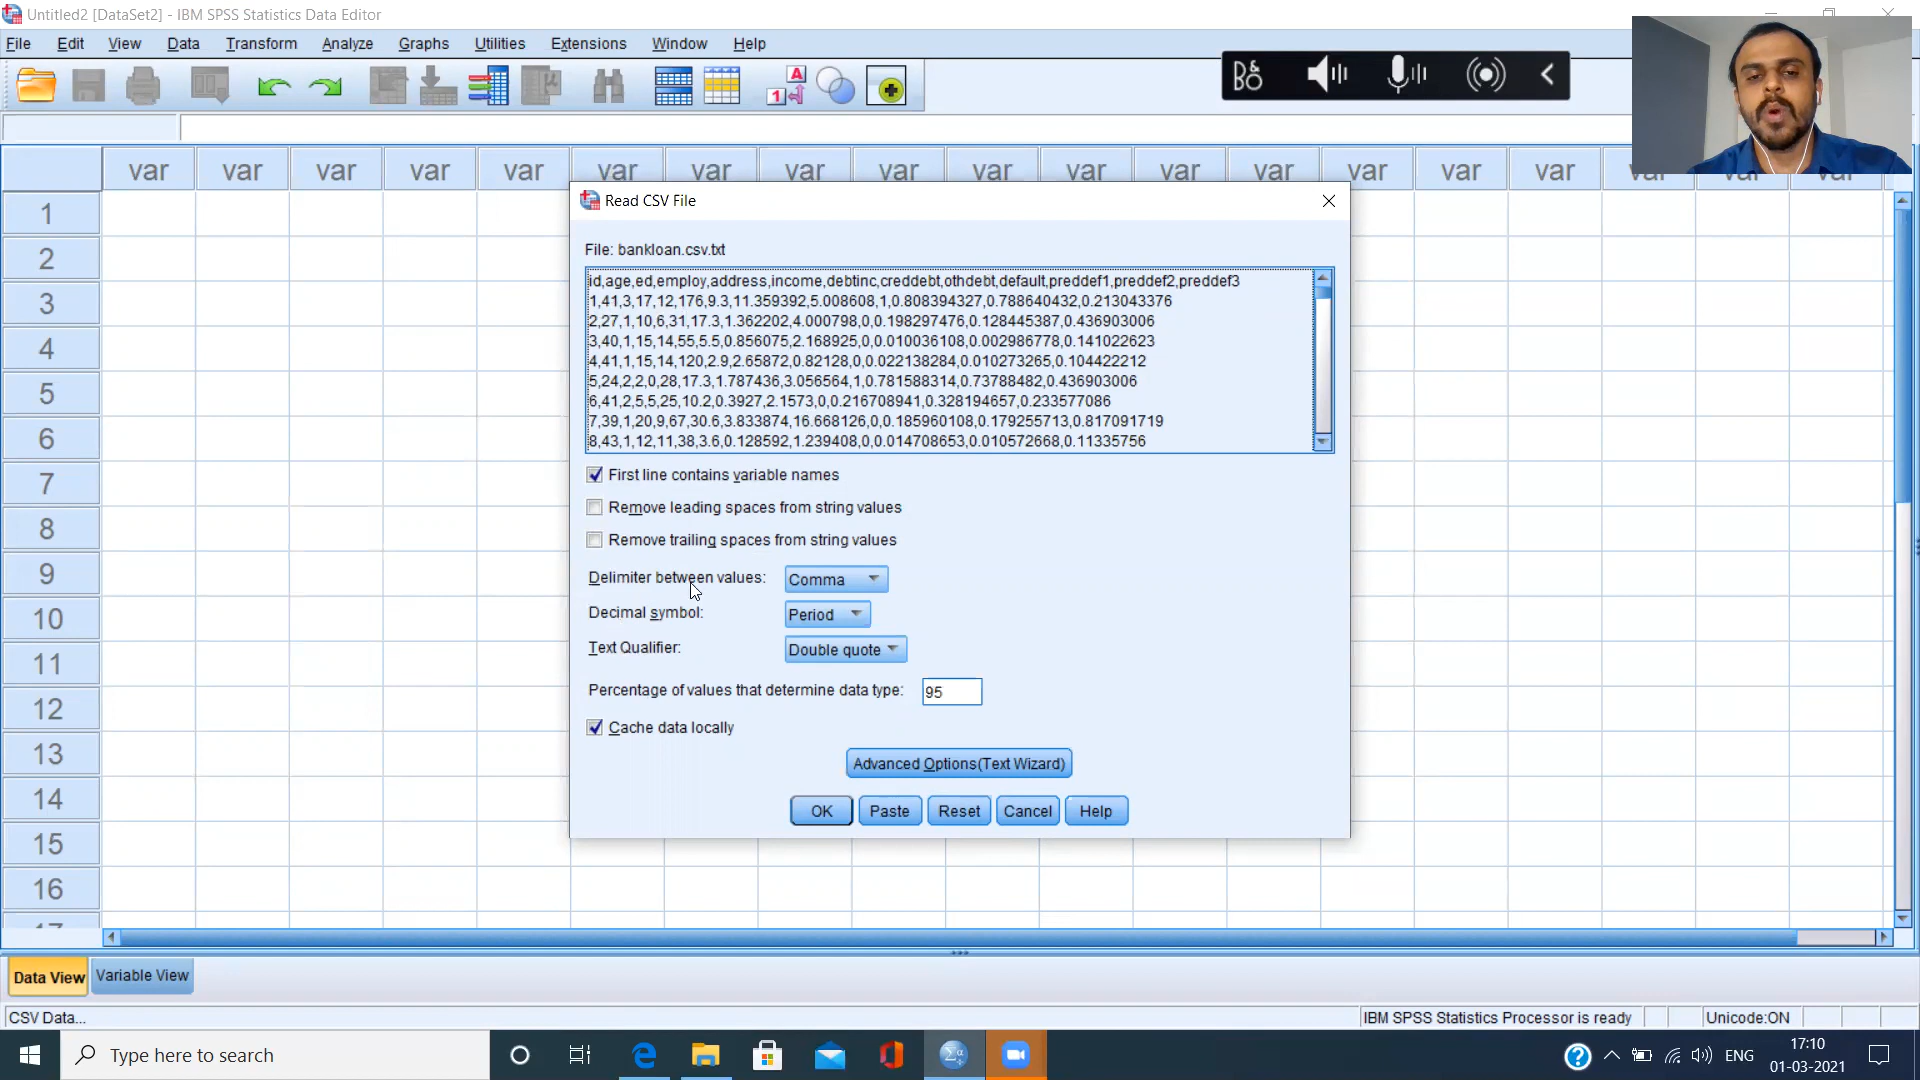 Untitled2 [DataSet2] - IBM SPSS Statistics Data Editor
File Edit View Data Transform Analyze Graphs Utilities Extensions Window Help
var var var var var var var var var var var var var var var var
1
2
3
4
5
6
7
8
9
10
11
12
13
14
15
16
Read CSV File
File: bankloan.csv.txt
id,age,ed,employ,address,income,debtinc,creddebt,othdebt,default,preddef1,preddef2,preddef3
1,41,3,17,12,176,9.3,11.359392,5.008608,1,0.808394327,0.788640432,0.213043376
2,27,1,10,6,31,17.3,1.362202,4.000798,0,0.198297476,0.128445387,0.436903006
3,40,1,15,14,55,5.5,0.856075,2.168925,0,0.010036108,0.002986778,0.141022623
4,41,1,15,14,120,2.9,2.65872,0.82128,0,0.022138284,0.010273265,0.104422212
5,24,2,2,0,28,17.3,1.787436,3.056564,1,0.781588314,0.73788482,0.436903006
6,41,2,5,5,25,10.2,0.3927,2.1573,0,0.216708941,0.328194657,0.233577086
7,39,1,20,9,67,30.6,3.833874,16.668126,0,0.185960108,0.179255713,0.817091719
8,43,1,12,11,38,3.6,0.128592,1.239408,0,0.014708653,0.010572668,0.11335756
First line contains variable names
Remove leading spaces from string values
Remove trailing spaces from string values
Delimiter between values: Comma
Decimal symbol: Period
Text Qualifier: Double quote
Percentage of values that determine data type: 95
Cache data locally
Advanced Options(Text Wizard)
OK Paste Reset Cancel Help
Data View Variable View
CSV Data... IBM SPSS Statistics Processor is ready Unicode:ON
Type here to search
ENG
17:10
01-03-2021